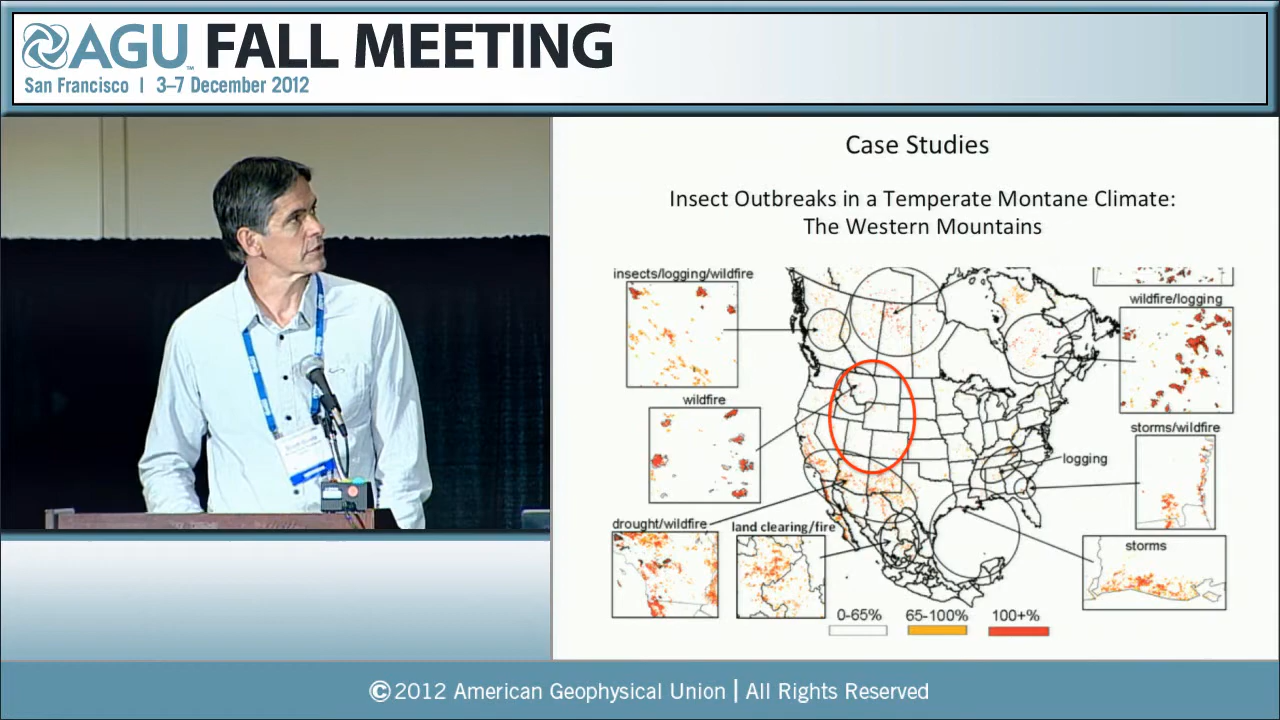 AGU FALL MEETING
San Francisco | 3–7 December 2012
Case Studies
Insect Outbreaks in a Temperate Montane Climate:
The Western Mountains
insects/logging/wildfire
wildfire/logging
wildfire
storms/wildfire
logging
drought/wildfire
land clearing/fire
storms
0-65%
65-100%
100+%
©2012 American Geophysical Union | All Rights Reserved